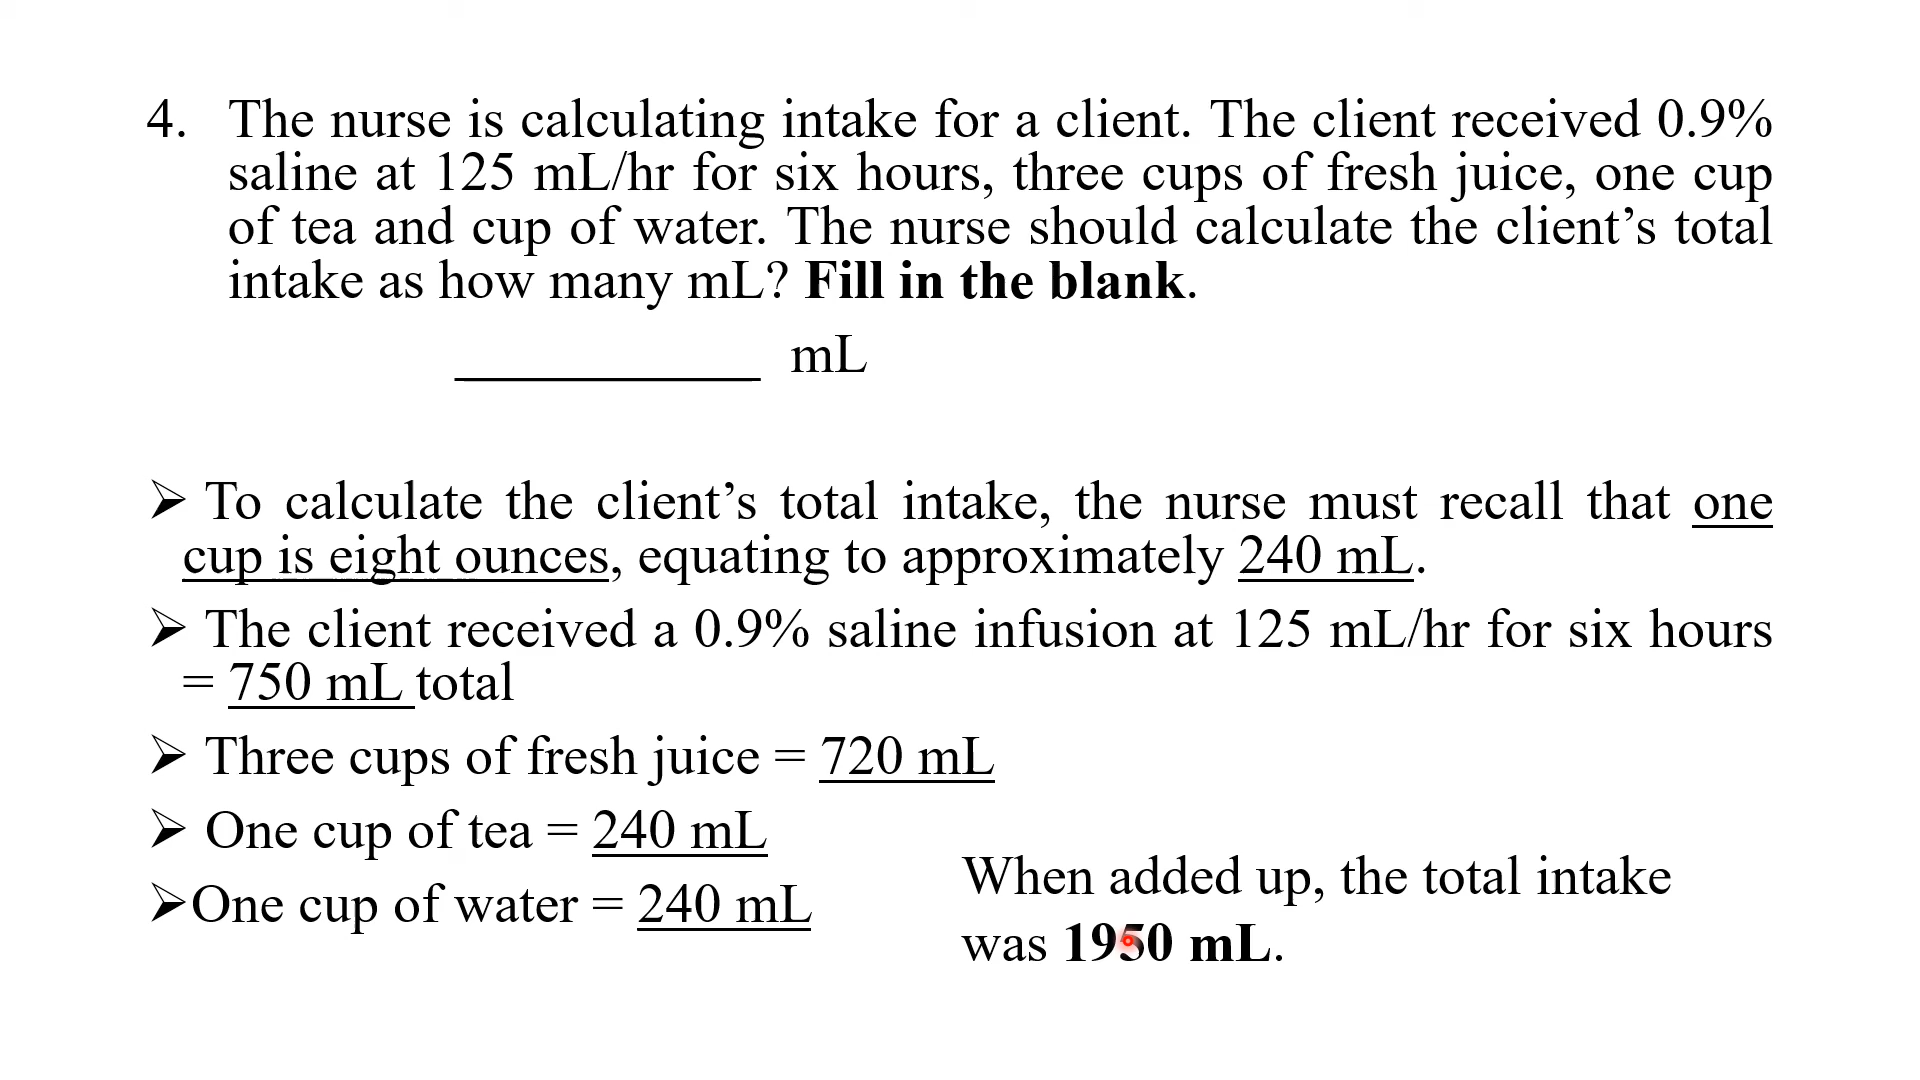 4. The nurse is calculating intake for a client. The client received 0.9%
saline at 125 mL/hr for six hours, three cups of fresh juice, one cup
of tea and cup of water. The nurse should calculate the client’s total
intake as how many mL? Fill in the blank.
___________ mL
➢ To calculate the client’s total intake, the nurse must recall that one
cup is eight ounces, equating to approximately 240 mL.
➢ The client received a 0.9% saline infusion at 125 mL/hr for six hours
= 750 mL total
➢ Three cups of fresh juice = 720 mL
➢ One cup of tea = 240 mL
➢One cup of water = 240 mL
When added up, the total intake
was 1950 mL.